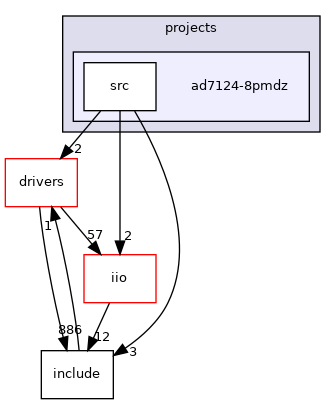 projects
src
ad7124-8pmdz
2
drivers
57
2
1
iio
886
12
3
include